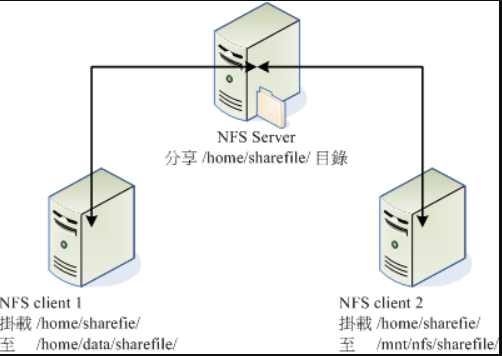 NFS Server
分享 /home/sharefile/ 目錄
NFS client 1
掛載 /home/sharefie/
至 /home/data/sharefile/
NFS client 2
掛載 /home/sharefie/
至 /mnt/nfs/sharefile/